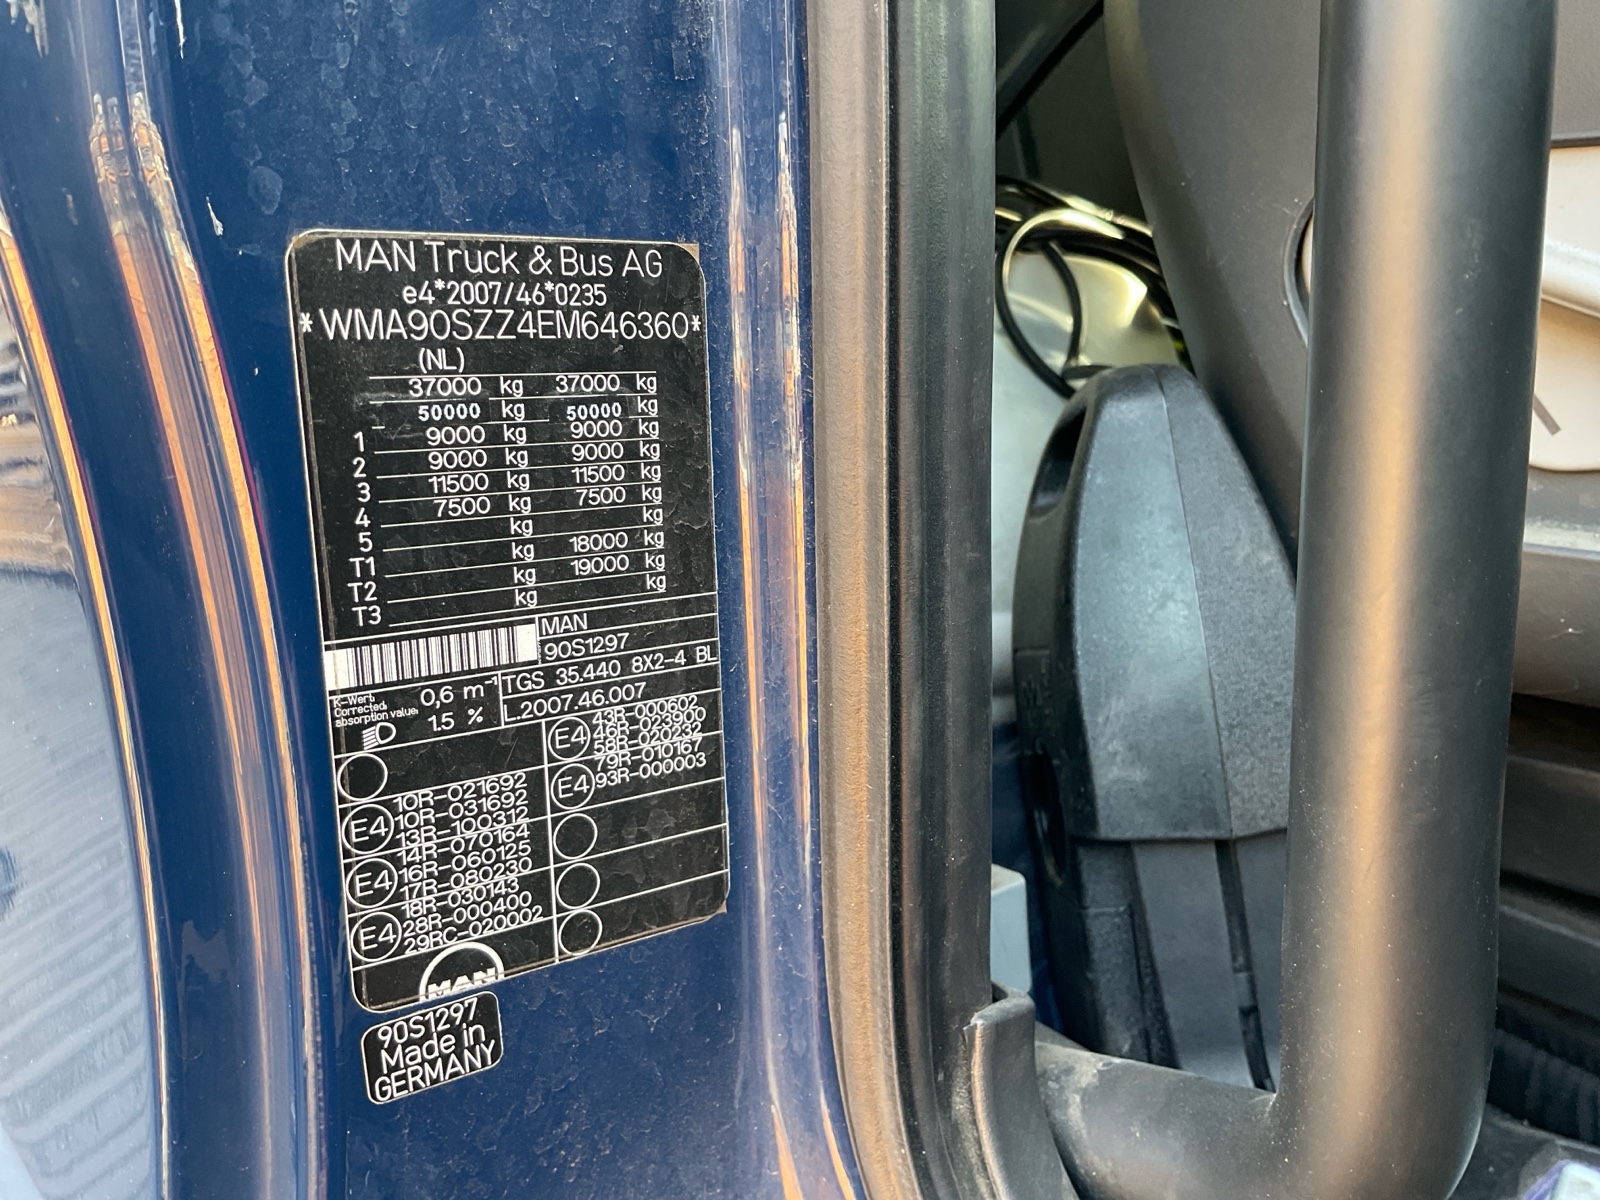 MAN Truck & Bus AG
e4*2007/46*0235
*WMA90SZZ4EM646360*
(NL)
37000 kg 37000 kg
50000 kg 50000 kg
1 9000 kg 9000 kg
2 9000 kg 9000 kg
3 11500 kg 11500 kg
4 7500 kg 7500 kg
5 kg kg
T1 kg 18000 kg
T2 kg 19000 kg
T3 kg kg
MAN
90S1297
K-Wert:
Corrected
absorption value:
0,6 m⁻¹
1.5 %
TGS 35.440 8X2-4 BL
L.2007.46.007
E4 43R-000602
46R-023900
58R-020232
E4 79R-010167
93R-000003
E4 10R-021692
10R-031692
13R-100312
E4 14R-070164
16R-060125
17R-080230
E4 18R-030143
28R-000400
29RC-020002
MAN
90S1297
Made in
GERMANY